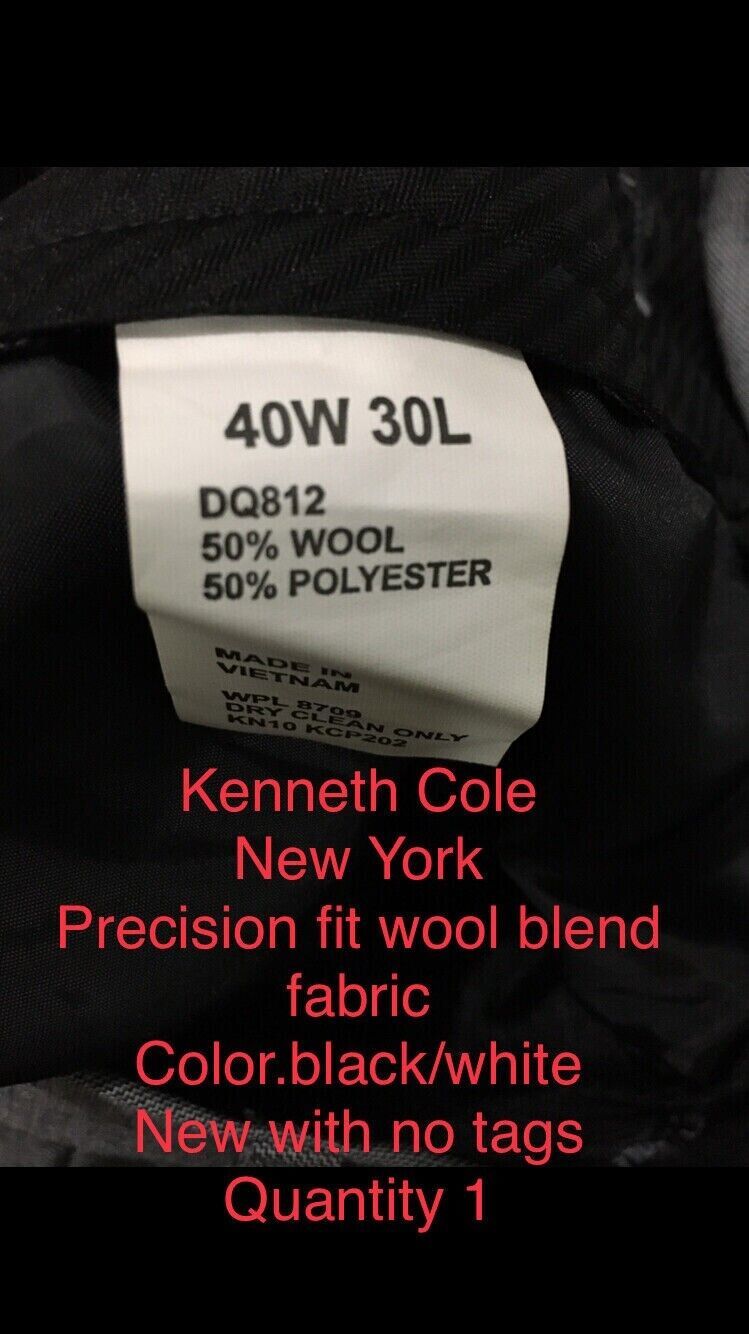 40W 30L
DQ812
50% WOOL
50% POLYESTER
MADE IN
VIETNAM
WPL 8709
DRY CLEAN ONLY
KN10 KCP202
Kenneth Cole
New York
Precision fit wool blend
fabric
Color.black/white
New with no tags
Quantity 1